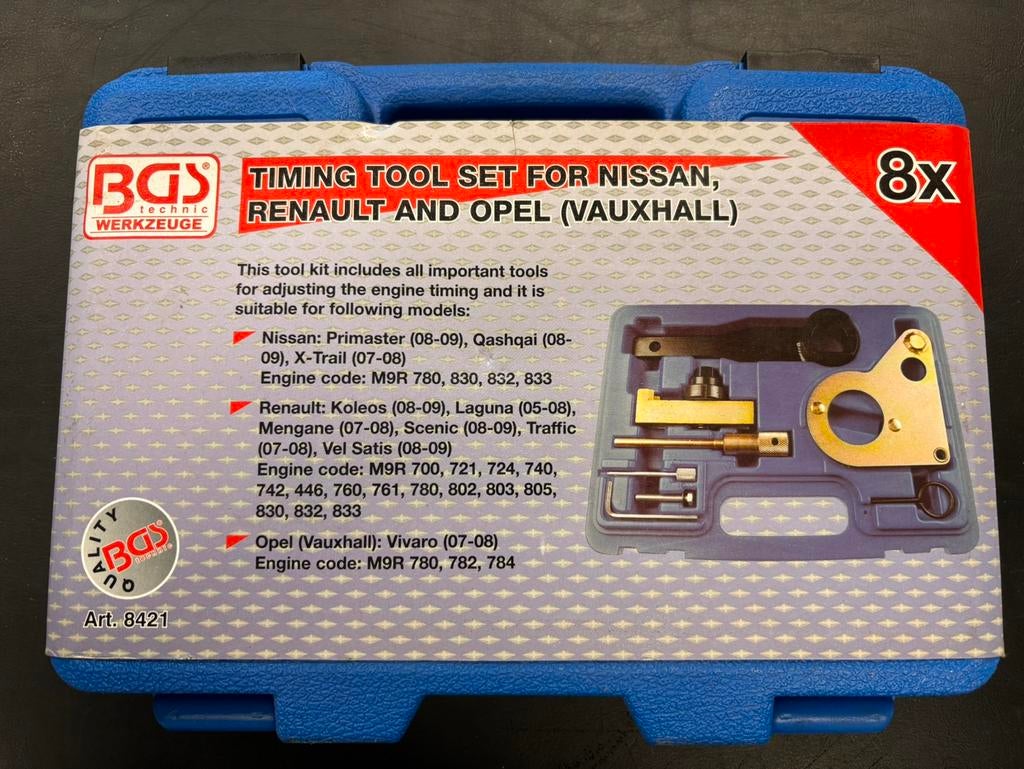 BGS®
technic
WERKZEUGE
TIMING TOOL SET FOR NISSAN,
RENAULT AND OPEL (VAUXHALL)
8x
This tool kit includes all important tools
for adjusting the engine timing and it is
suitable for following models:
Nissan: Primaster (08-09), Qashqai (08-
09), X-Trail (07-08)
Engine code: M9R 780, 830, 832, 833
Renault: Koleos (08-09), Laguna (05-08),
Mengane (07-08), Scenic (08-09), Traffic
(07-08), Vel Satis (08-09)
Engine code: M9R 700, 721, 724, 740,
742, 446, 760, 761, 780, 802, 803, 805,
830, 832, 833
Opel (Vauxhall): Vivaro (07-08)
Engine code: M9R 780, 782, 784
QUALITY
BGS
technic
Art. 8421